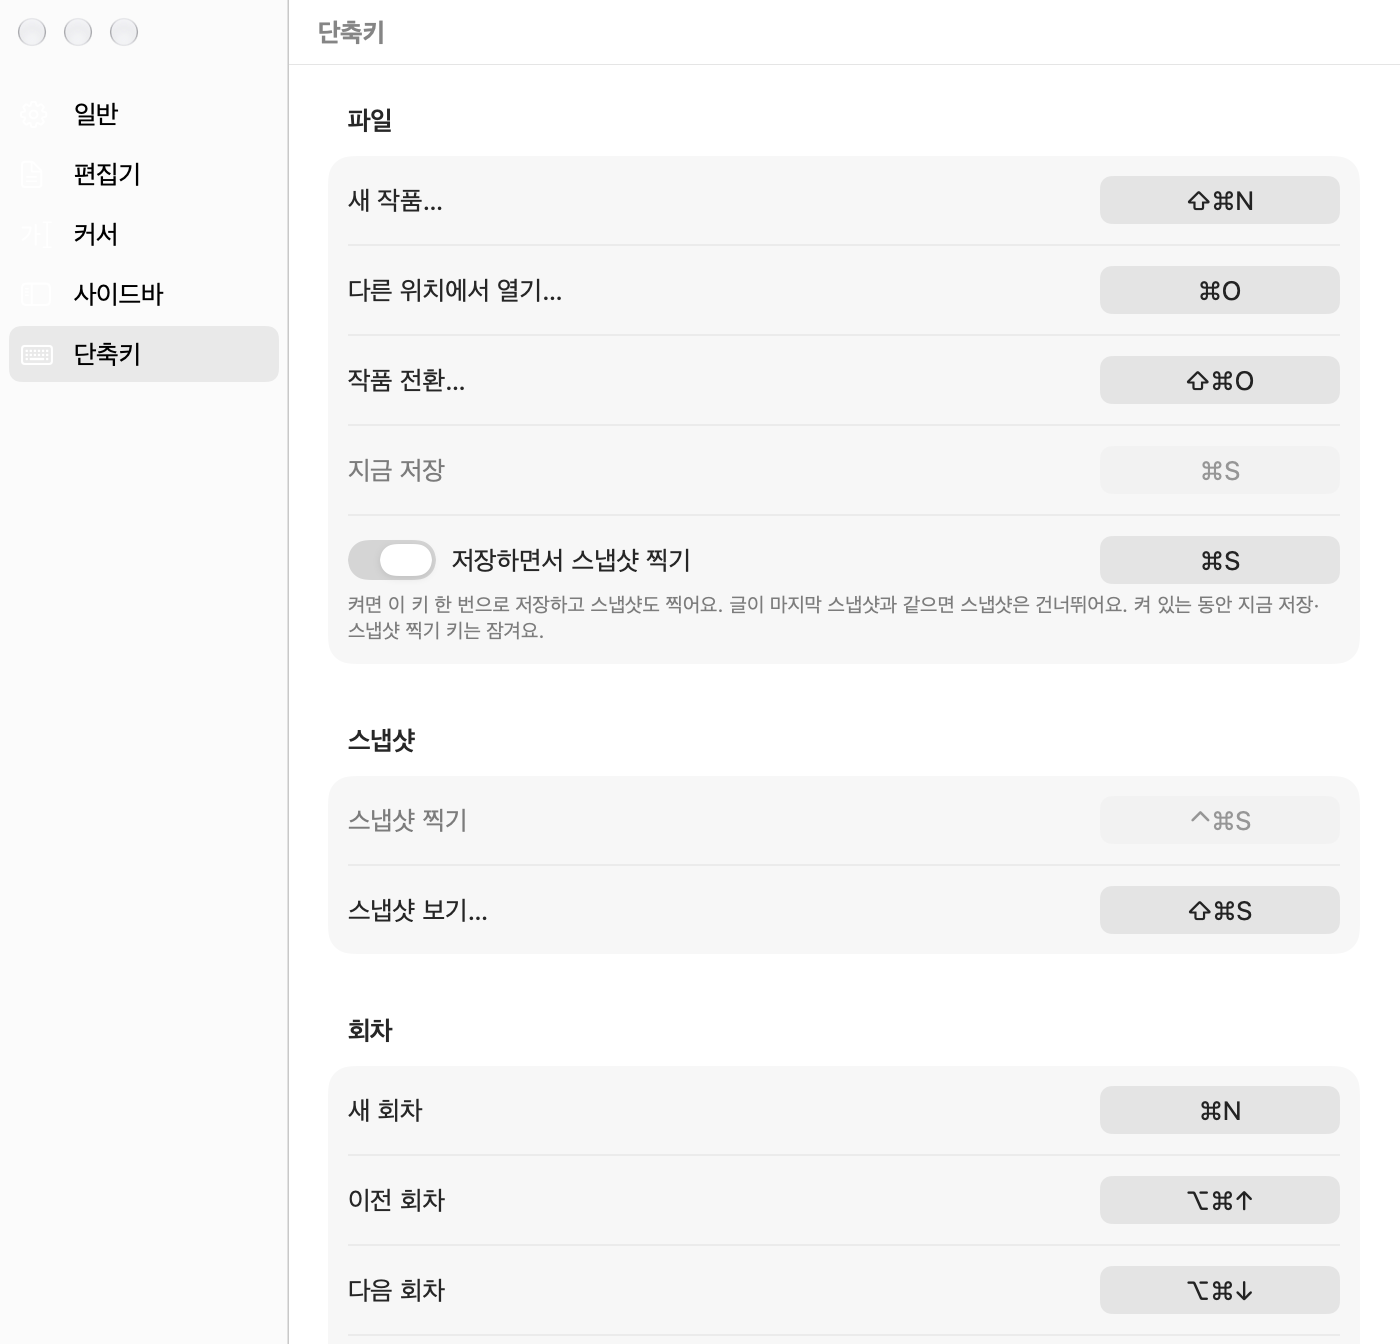 단축키
일반
편집기
커서
사이드바
단축키
파일
새 작품... ⇧⌘N
다른 위치에서 열기... ⌘O
작품 전환... ⇧⌘O
지금 저장 ⌘S
저장하면서 스냅샷 찍기 ⌘S
켜면 이 키 한 번으로 저장하고 스냅샷도 찍어요. 글이 마지막 스냅샷과 같으면 스냅샷은 건너뛰어요. 켜 있는 동안 지금 저장·
스냅샷 찍기 키는 잠겨요.
스냅샷
스냅샷 찍기 ^⌘S
스냅샷 보기... ⇧⌘S
회차
새 회차 ⌘N
이전 회차 ⌥⌘↑
다음 회차 ⌥⌘↓